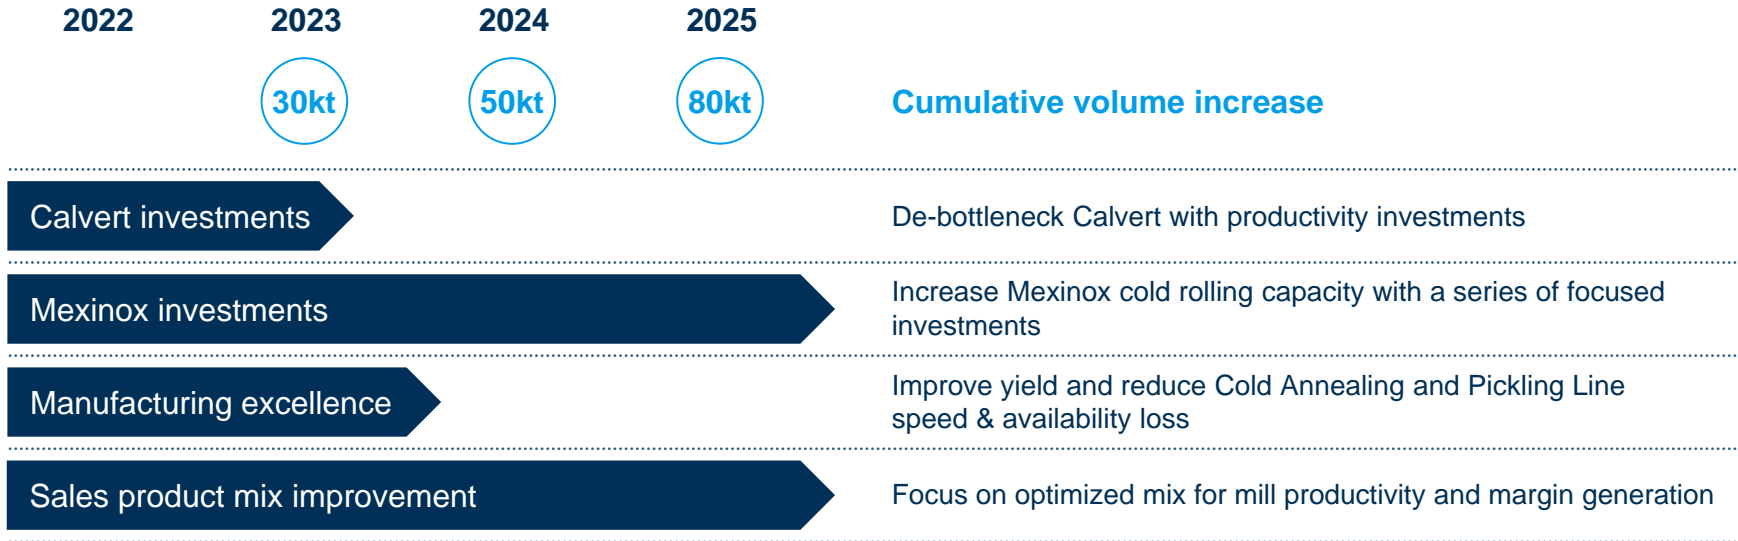 2022 2023 2024 2025
30kt 50kt 80kt Cumulative volume increase
Calvert investments
De-bottleneck Calvert with productivity investments
Mexinox investments
Increase Mexinox cold rolling capacity with a series of focused
investments
Manufacturing excellence
Improve yield and reduce Cold Annealing and Pickling Line
speed & availability loss
Sales product mix improvement
Focus on optimized mix for mill productivity and margin generation